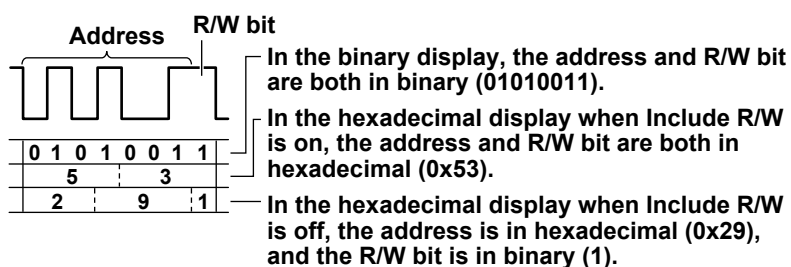 Address
R/W bit
In the binary display, the address and R/W bit
are both in binary (01010011).
In the hexadecimal display when Include R/W
is on, the address and R/W bit are both in
hexadecimal (0x53).
In the hexadecimal display when Include R/W
is off, the address is in hexadecimal (0x29),
and the R/W bit is in binary (1).
0 1 0 1 0 0 1 1
5 3
2 9 1